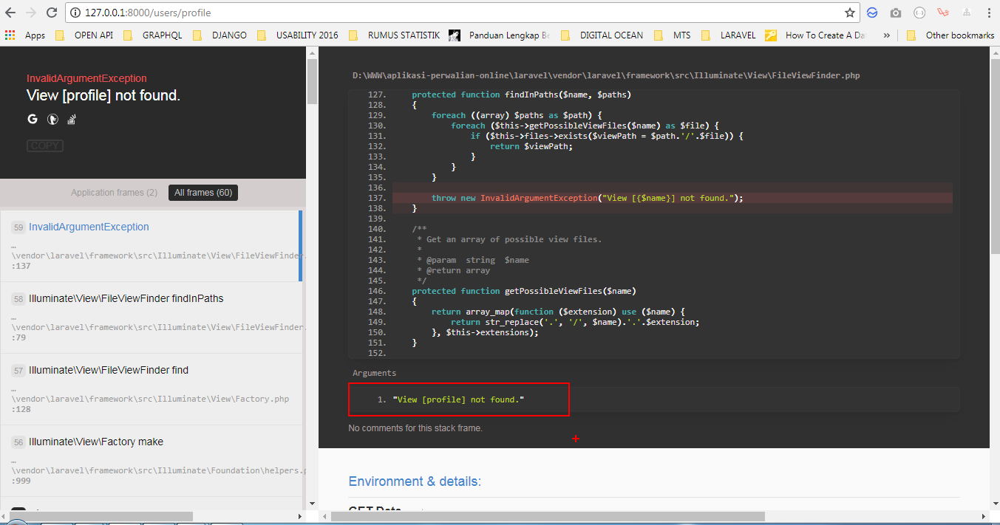 127.0.0.1:8000/users/profile
Apps OPEN API GRAPHQL DJANGO USABILITY 2016 RUMUS STATISTIK Panduan Lengkap Be DIGITAL OCEAN MTS LARAVEL How To Create A Da » Other bookmarks
InvalidArgumentException
View [profile] not found.
COPY
Application frames (2) All frames (60)
59 InvalidArgumentException
…
\vendor\laravel\framework\src\Illuminate\View\FileViewFinder.
:137
58 Illuminate\View\FileViewFinder findInPaths
…
\vendor\laravel\framework\src\Illuminate\View\FileViewFinder.
:79
57 Illuminate\View\FileViewFinder find
…
\vendor\laravel\framework\src\Illuminate\View\Factory.php
:128
56 Illuminate\View\Factory make
…
\vendor\laravel\framework\src\Illuminate\Foundation\helpers.p
:999
D:\WWW\aplikasi-perwalian-online\laravel\vendor\laravel\framework\src\Illuminate\View\FileViewFinder.php
127. protected function findInPaths($name, $paths)
128. {
129. foreach ((array) $paths as $path) {
130. foreach ($this->getPossibleViewFiles($name) as $file) {
131. if ($this->files->exists($viewPath = $path.'/'.$file)) {
132. return $viewPath;
133. }
134. }
135. }
136.
137. throw new InvalidArgumentException("View [{$name}] not found.");
138. }
139.
140. /**
141. * Get an array of possible view files.
142. *
143. * @param string $name
144. * @return array
145. */
146. protected function getPossibleViewFiles($name)
147. {
148. return array_map(function ($extension) use ($name) {
149. return str_replace('.', '/', $name).'.'.$extension;
150. }, $this->extensions);
151. }
152.
Arguments
1. "View [profile] not found."
No comments for this stack frame.
Environment & details:
GET Data